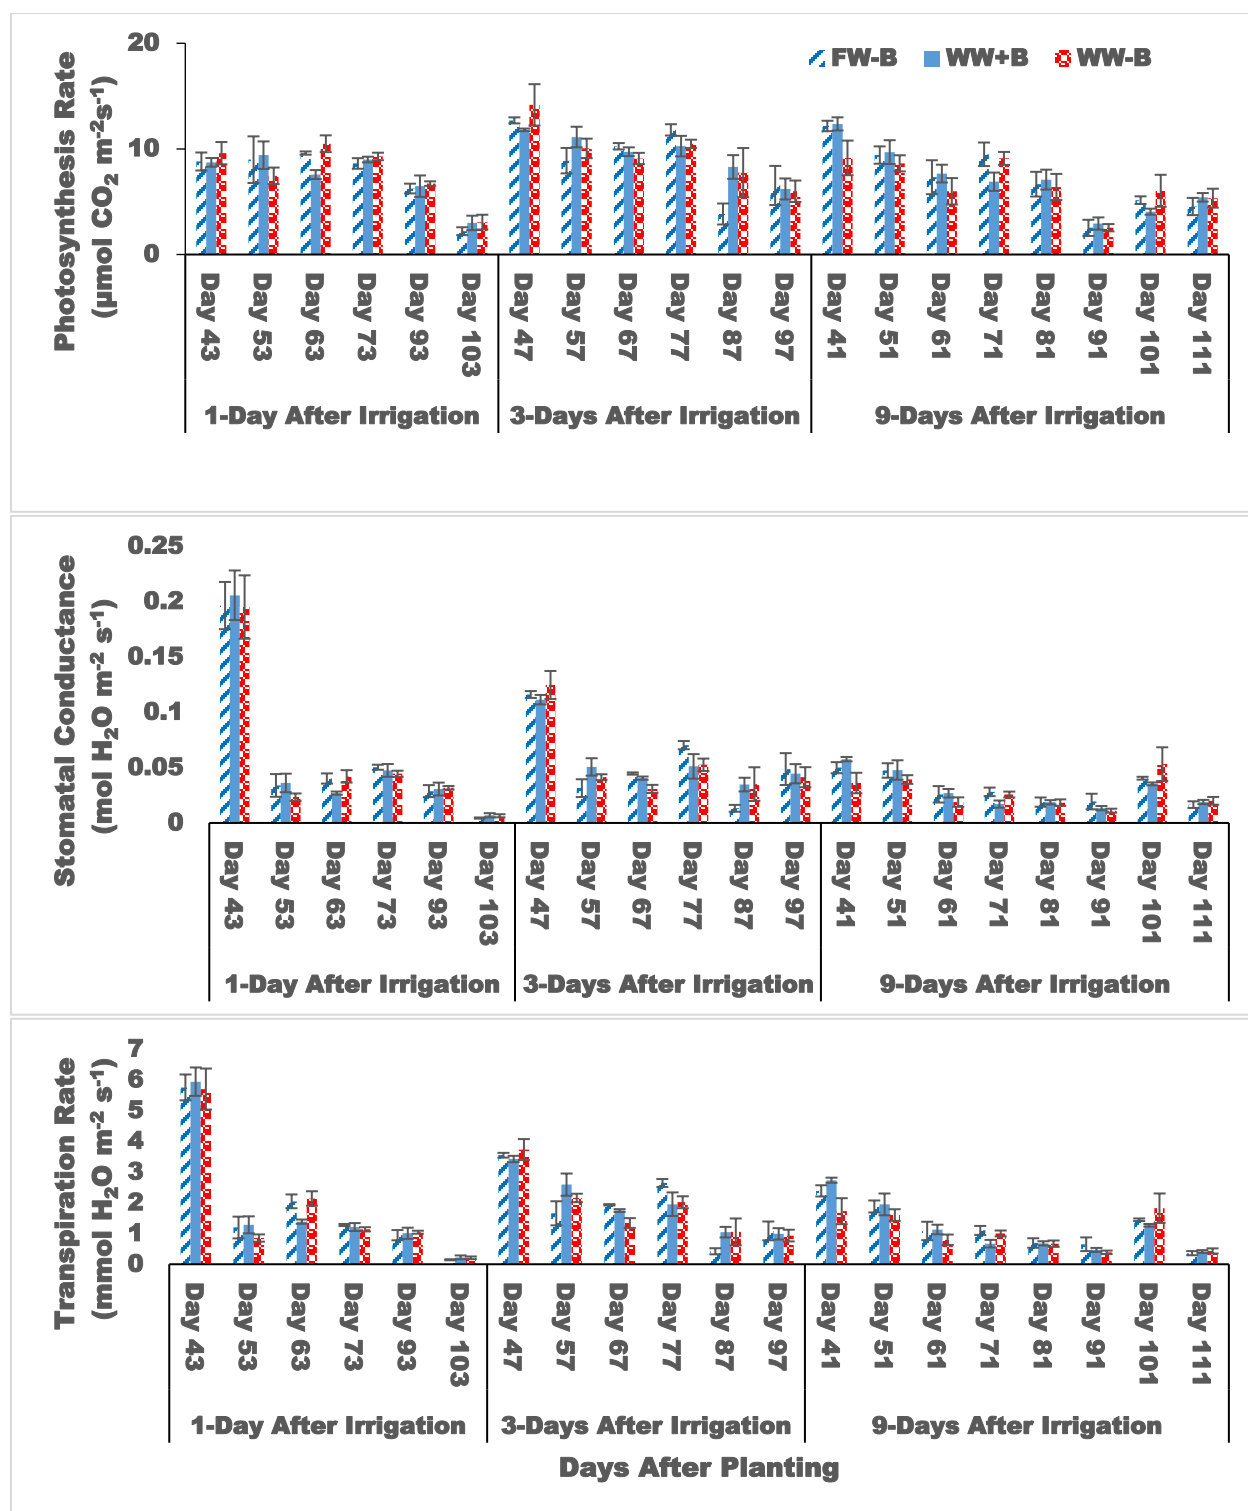 Photosynthesis Rate
(µmol CO₂ m⁻²s⁻¹)
20
10
0
FW-B WW+B WW-B
Day 43 Day 53 Day 63 Day 73 Day 93 Day 103 Day 47 Day 57 Day 67 Day 77 Day 87 Day 97 Day 41 Day 51 Day 61 Day 71 Day 81 Day 91 Day 101 Day 111
1-Day After Irrigation 3-Days After Irrigation 9-Days After Irrigation
Stomatal Conductance
(mol H₂O m⁻² s⁻¹)
0.25
0.2
0.15
0.1
0.05
0
Day 43 Day 53 Day 63 Day 73 Day 93 Day 103 Day 47 Day 57 Day 67 Day 77 Day 87 Day 97 Day 41 Day 51 Day 61 Day 71 Day 81 Day 91 Day 101 Day 111
1-Day After Irrigation 3-Days After Irrigation 9-Days After Irrigation
Transpiration Rate
(mmol H₂O m⁻² s⁻¹)
7
6
5
4
3
2
1
0
Day 43 Day 53 Day 63 Day 73 Day 93 Day 103 Day 47 Day 57 Day 67 Day 77 Day 87 Day 97 Day 41 Day 51 Day 61 Day 71 Day 81 Day 91 Day 101 Day 111
1-Day After Irrigation 3-Days After Irrigation 9-Days After Irrigation
Days After Planting